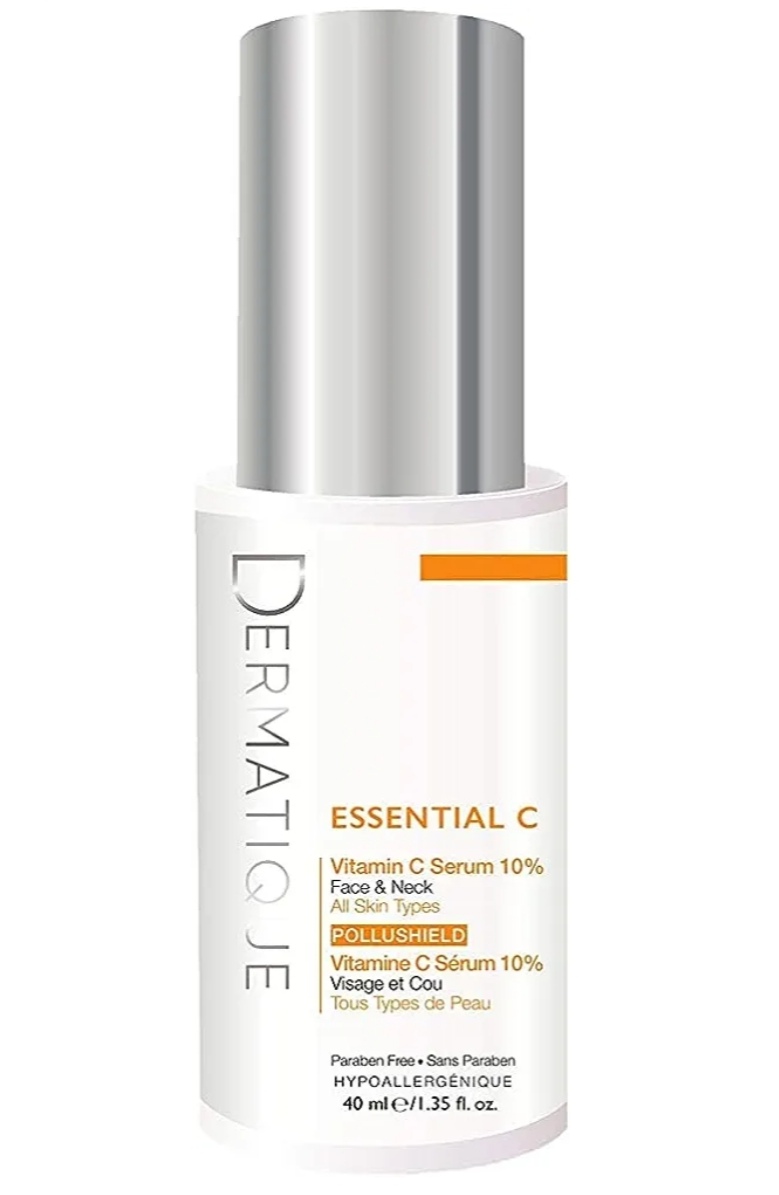 DERMATIQUE
ESSENTIAL C
Vitamin C Serum 10%
Face & Neck
All Skin Types
POLLUSHIELD
Vitamine C Sérum 10%
Visage et Cou
Tous Types de Peau
Paraben Free • Sans Paraben
HYPOALLERGÉNIQUE
40 ml ℮/1.35 fl. oz.